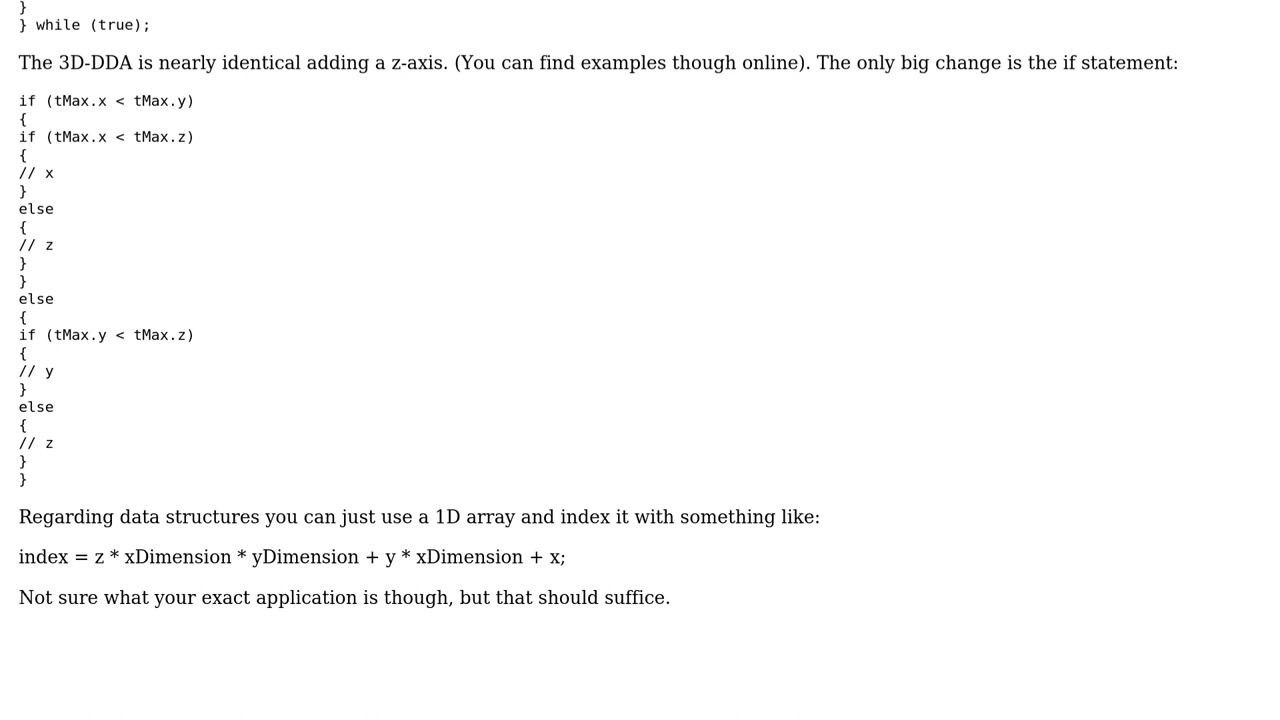 }
} while (true);
The 3D-DDA is nearly identical adding a z-axis. (You can find examples though online). The only big change is the if statement:
if (tMax.x < tMax.y)
{
if (tMax.x < tMax.z)
{
// x
}
else
{
// z
}
}
else
{
if (tMax.y < tMax.z)
{
// y
}
else
{
// z
}
}
Regarding data structures you can just use a 1D array and index it with something like:
index = z * xDimension * yDimension + y * xDimension + x;
Not sure what your exact application is though, but that should suffice.